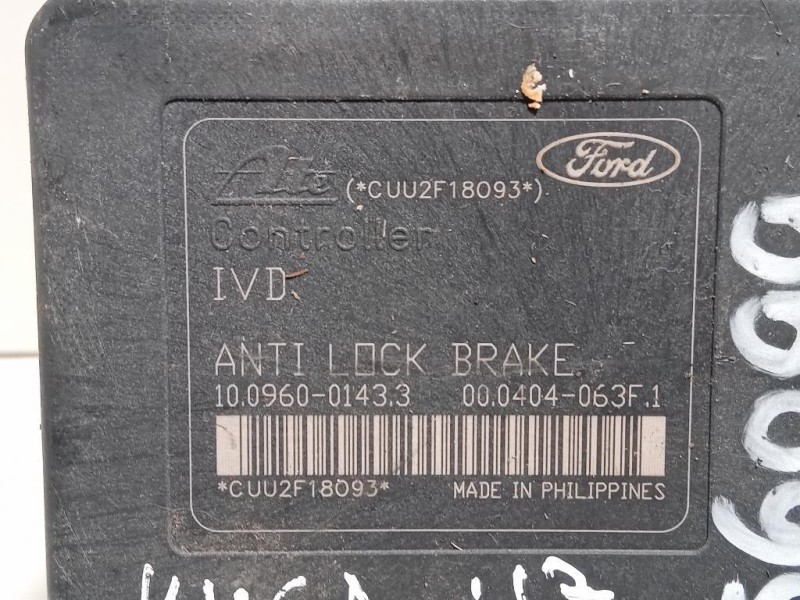 Ate (*CUU2F18093*) Ford
Controller
IVD
ANTI LOCK BRAKE
10.0960-0143.3 00.0404-063F.1
*CUU2F18093* MADE IN PHILIPPINES